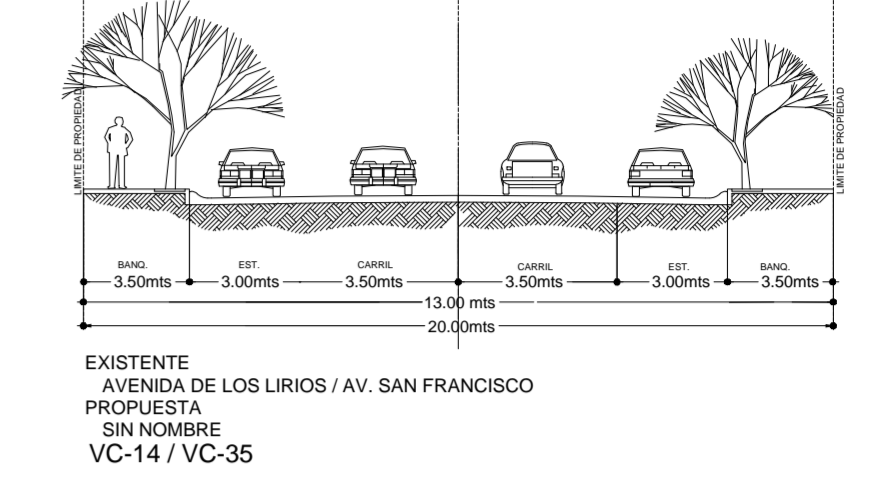 LIMITE DE PROPIEDAD
LIMITE DE PROPIEDAD
BANQ. EST. CARRIL CARRIL EST. BANQ.
3.50mts 3.00mts 3.50mts 3.50mts 3.00mts 3.50mts
13.00 mts
20.00mts
EXISTENTE
AVENIDA DE LOS LIRIOS / AV. SAN FRANCISCO
PROPUESTA
SIN NOMBRE
VC-14 / VC-35